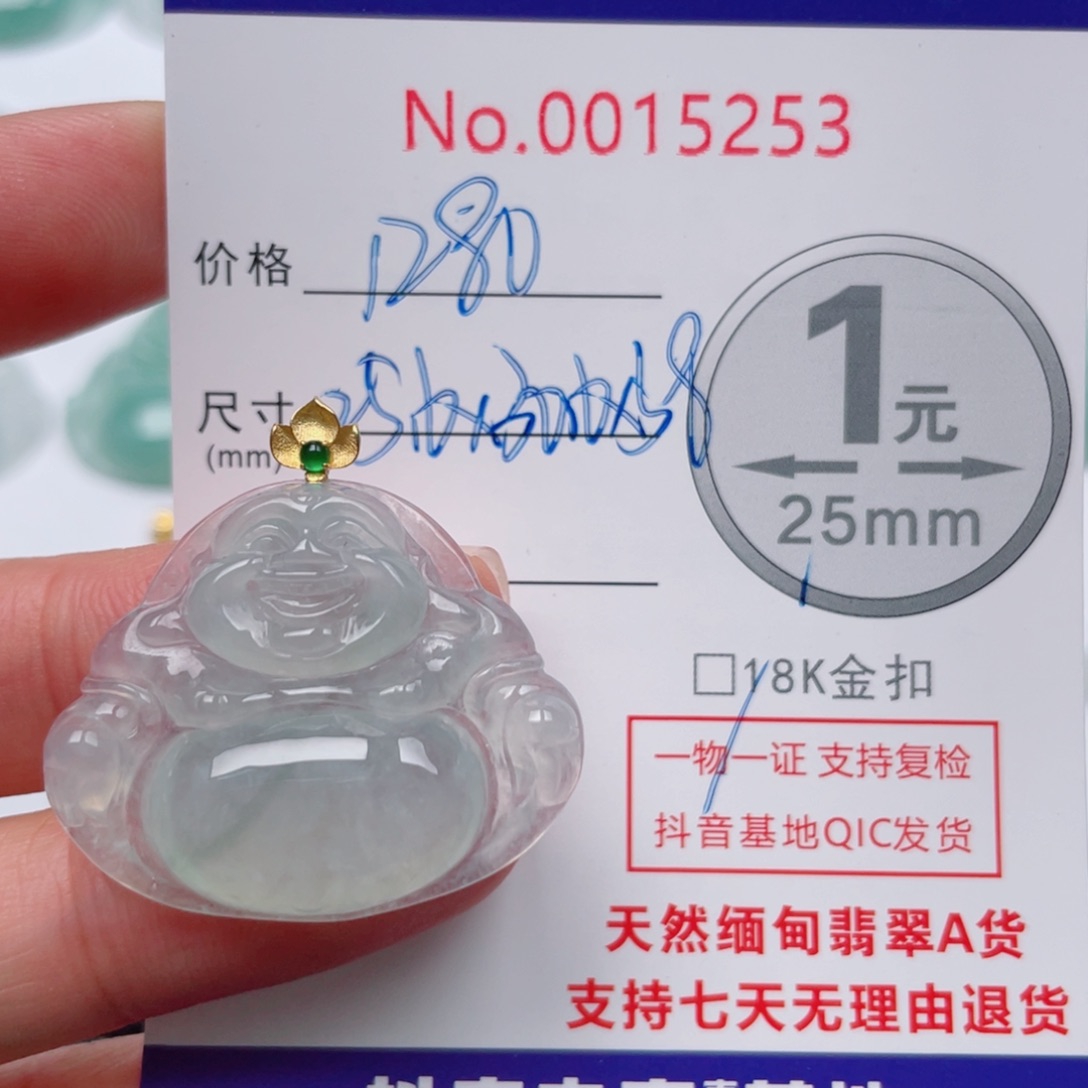 No.0015253
价格 1280
尺寸
(mm)
1元
25mm
□18K金扣
一物一证 支持复检
抖音基地QIC发货
天然缅甸翡翠A货
支持七天无理由退货